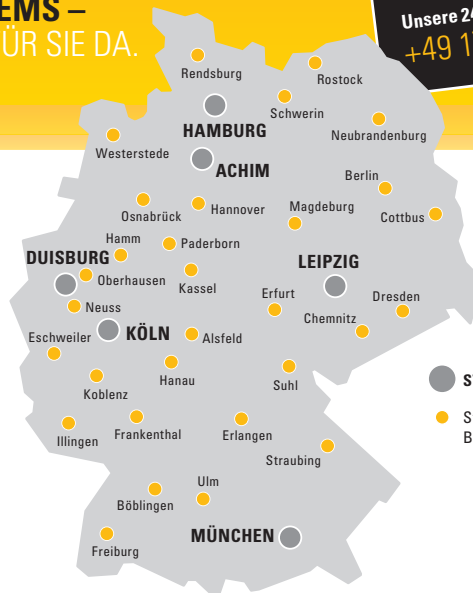 EMS –
ÜR SIE DA.
Unsere 24
+49 1
Rendsburg
Rostock
Schwerin
HAMBURG
Neubrandenburg
Westerstede
ACHIM
Berlin
Osnabrück
Hannover
Magdeburg
Cottbus
Hamm
Paderborn
DUISBURG
LEIPZIG
Oberhausen
Kassel
Erfurt
Dresden
Neuss
Chemnitz
Eschweiler
KÖLN
Alsfeld
Koblenz
Hanau
Suhl
S
Illingen
Frankenthal
Erlangen
B
Straubing
Ulm
Böblingen
MÜNCHEN
Freiburg